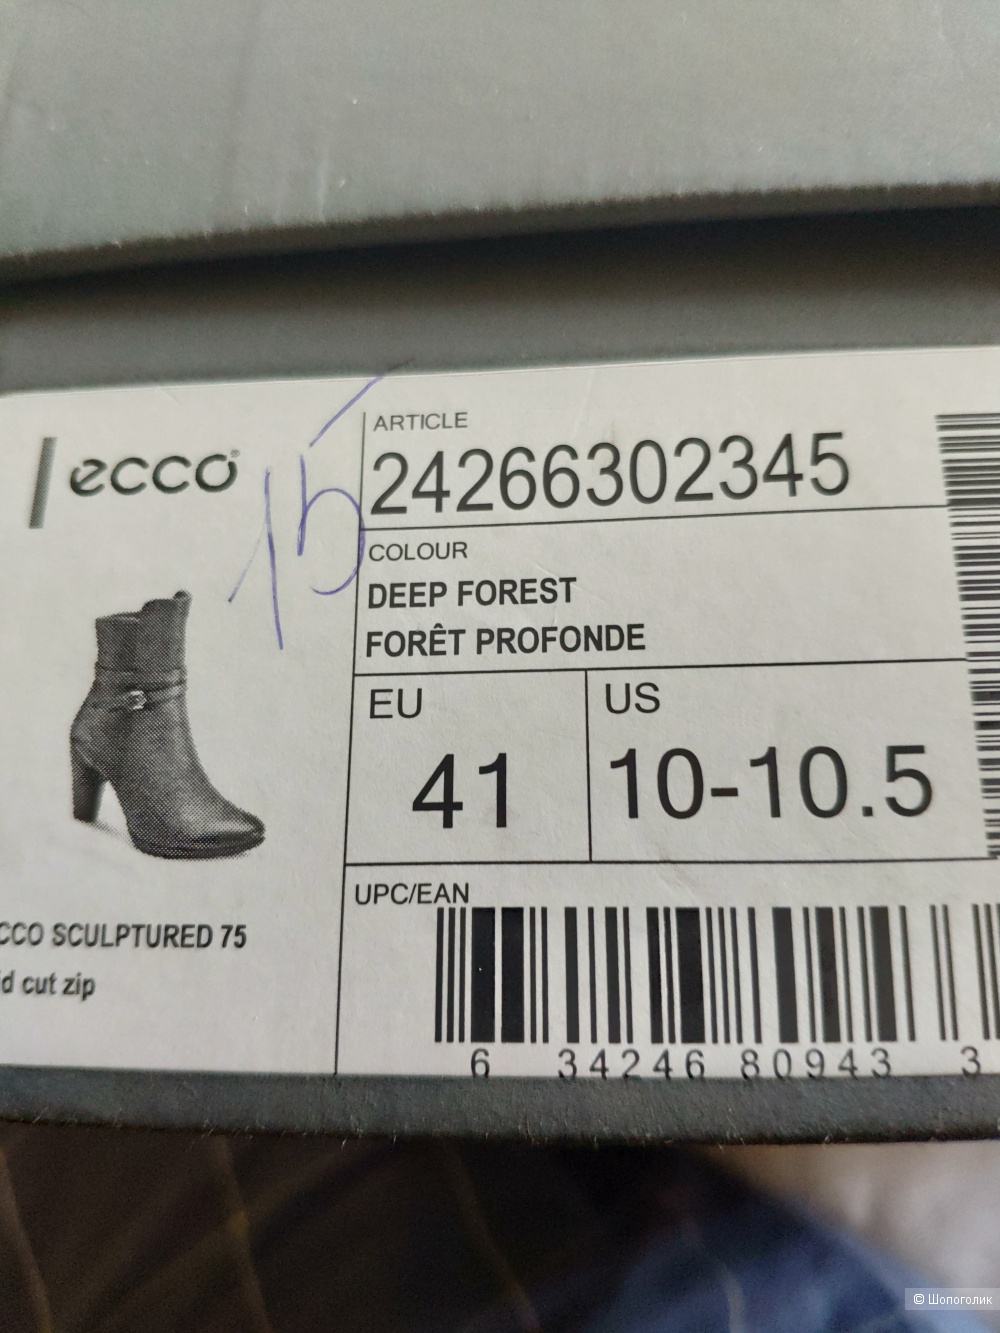 ecco
15
ARTICLE
24266302345
COLOUR
DEEP FOREST
FORÊT PROFONDE
EU
41
US
10-10.5
CCO SCULPTURED 75
id cut zip
UPC/EAN
6 34246 80943 3
© Шопоголик